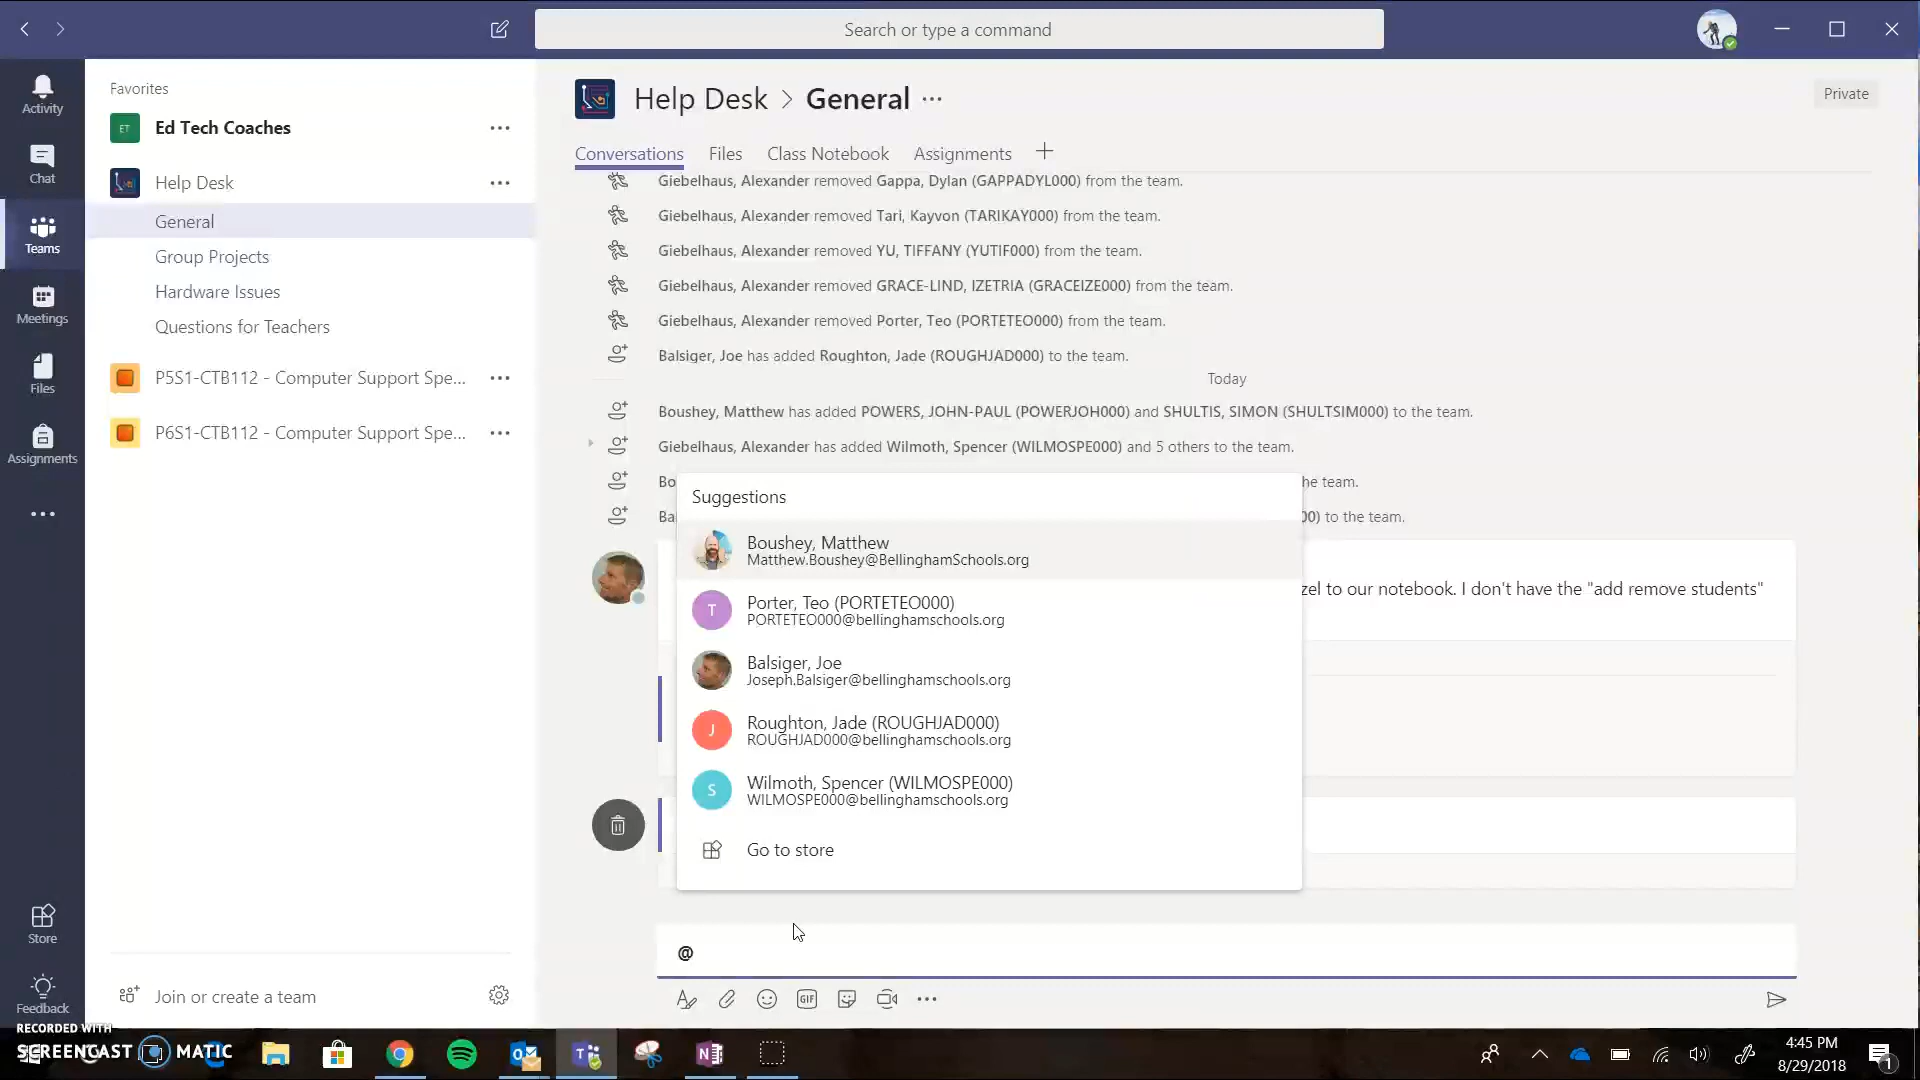 Search or type a command
Activity
Chat
Teams
Meetings
Files
Assignments
Store
Feedback
Favorites
ET
Ed Tech Coaches
Help Desk
General
Group Projects
Hardware Issues
Questions for Teachers
P5S1-CTB112 - Computer Support Spe...
P6S1-CTB112 - Computer Support Spe...
Join or create a team
Help Desk > General ...
Private
Conversations Files Class Notebook Assignments +
Giebelhaus, Alexander removed Gappa, Dylan (GAPPADYL000) from the team.
Giebelhaus, Alexander removed Tari, Kayvon (TARIKAY000) from the team.
Giebelhaus, Alexander removed YU, TIFFANY (YUTIF000) from the team.
Giebelhaus, Alexander removed GRACE-LIND, IZETRIA (GRACEIZE000) from the team.
Giebelhaus, Alexander removed Porter, Teo (PORTETEO000) from the team.
Balsiger, Joe has added Roughton, Jade (ROUGHJAD000) to the team.
Today
Boushey, Matthew has added POWERS, JOHN-PAUL (POWERJOH000) and SHULTIS, SIMON (SHULTSIM000) to the team.
Giebelhaus, Alexander has added Wilmoth, Spencer (WILMOSPE000) and 5 others to the team.
Bo he team.
Ba 00) to the team.
zel to our notebook. I don't have the "add remove students"
Suggestions
Boushey, Matthew
Matthew.Boushey@BellinghamSchools.org
T
Porter, Teo (PORTETEO000)
PORTETEO000@bellinghamschools.org
Balsiger, Joe
Joseph.Balsiger@bellinghamschools.org
J
Roughton, Jade (ROUGHJAD000)
ROUGHJAD000@bellinghamschools.org
S
Wilmoth, Spencer (WILMOSPE000)
WILMOSPE000@bellinghamschools.org
Go to store
@
GIF
RECORDED WITH
SCREENCAST MATIC
4:45 PM
8/29/2018
1